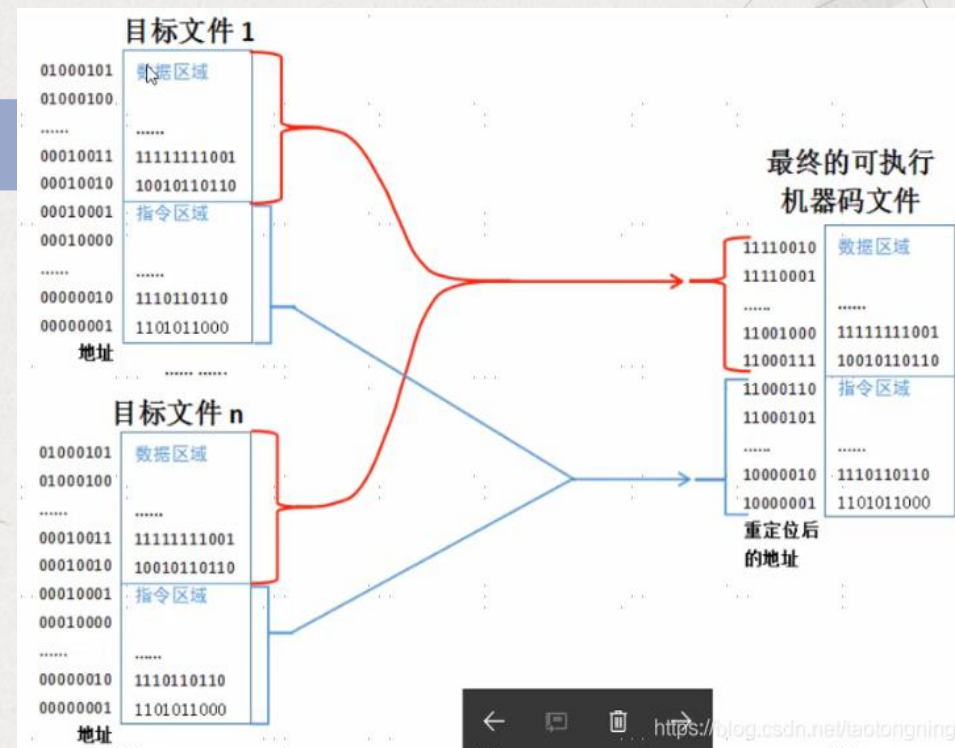 目标文件 1
01000101 数据区域
01000100
...... ......
00010011 11111111001
00010010 10010110110
00010001 指令区域
00010000
...... ......
00000010 1110110110
00000001 1101011000
地址
...... ......
目标文件 n
01000101 数据区域
01000100
...... ......
00010011 11111111001
00010010 10010110110
00010001 指令区域
00010000
...... ......
00000010 1110110110
00000001 1101011000
地址
最终的可执行
机器码文件
11110010 数据区域
11110001
...... ......
11001000 11111111001
11000111 10010110110
11000110 指令区域
11000101
...... ......
10000010 1110110110
10000001 1101011000
重定位后
的地址
https://blog.csdn.net/taotongning